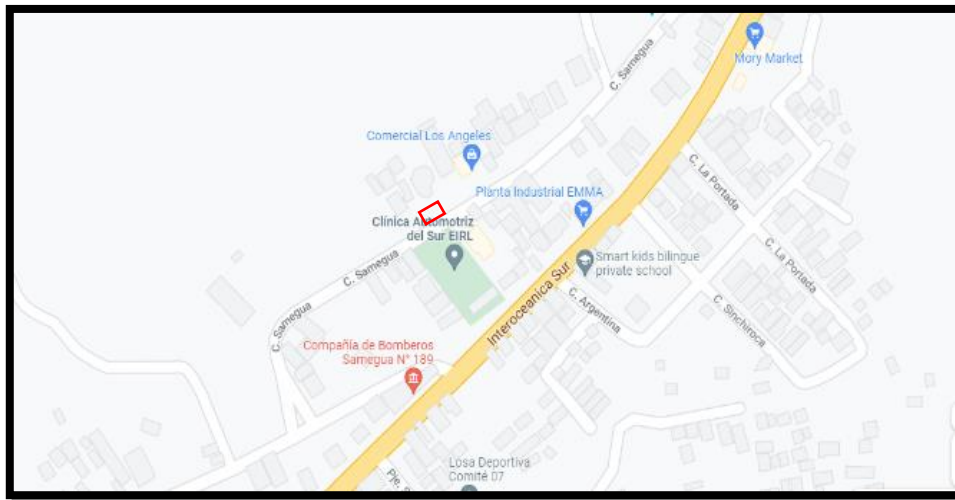 C. Samegua
Mory Market
Comercial Los Angeles
C. La Portada
Planta Industrial EMMA
Clínica Automotriz
del Sur EIRL
Smart kids bilingue
private school
C. La Portada
C. Samegua
Interoceanica Sur
C. Argentina
C. Sinchiroca
C. Samegua
Compañía de Bomberos
Samegua N° 189
Losa Deportiva
Comité 07
Pje.